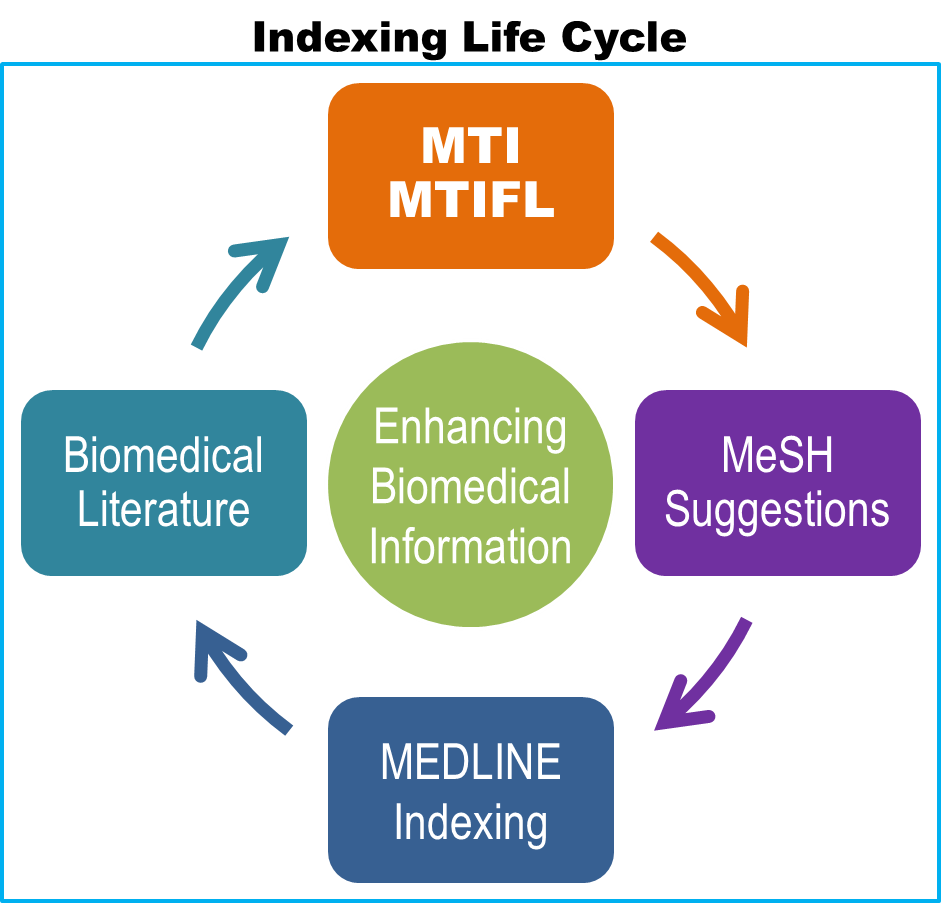 Indexing Life Cycle
MTI
MTIFL
MeSH
Suggestions
MEDLINE
Indexing
Biomedical
Literature
Enhancing
Biomedical
Information